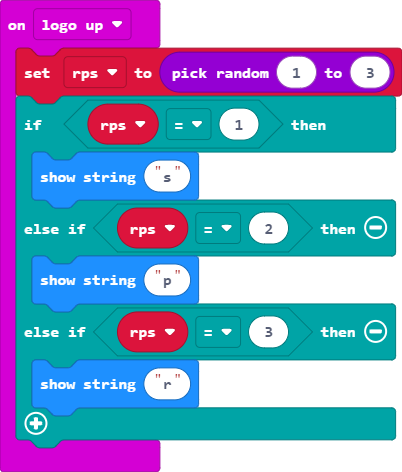 on logo up
set rps to pick random 1 to 3
if rps = 1 then
show string "s"
else if rps = 2 then
show string "p"
else if rps = 3 then
show string "r"